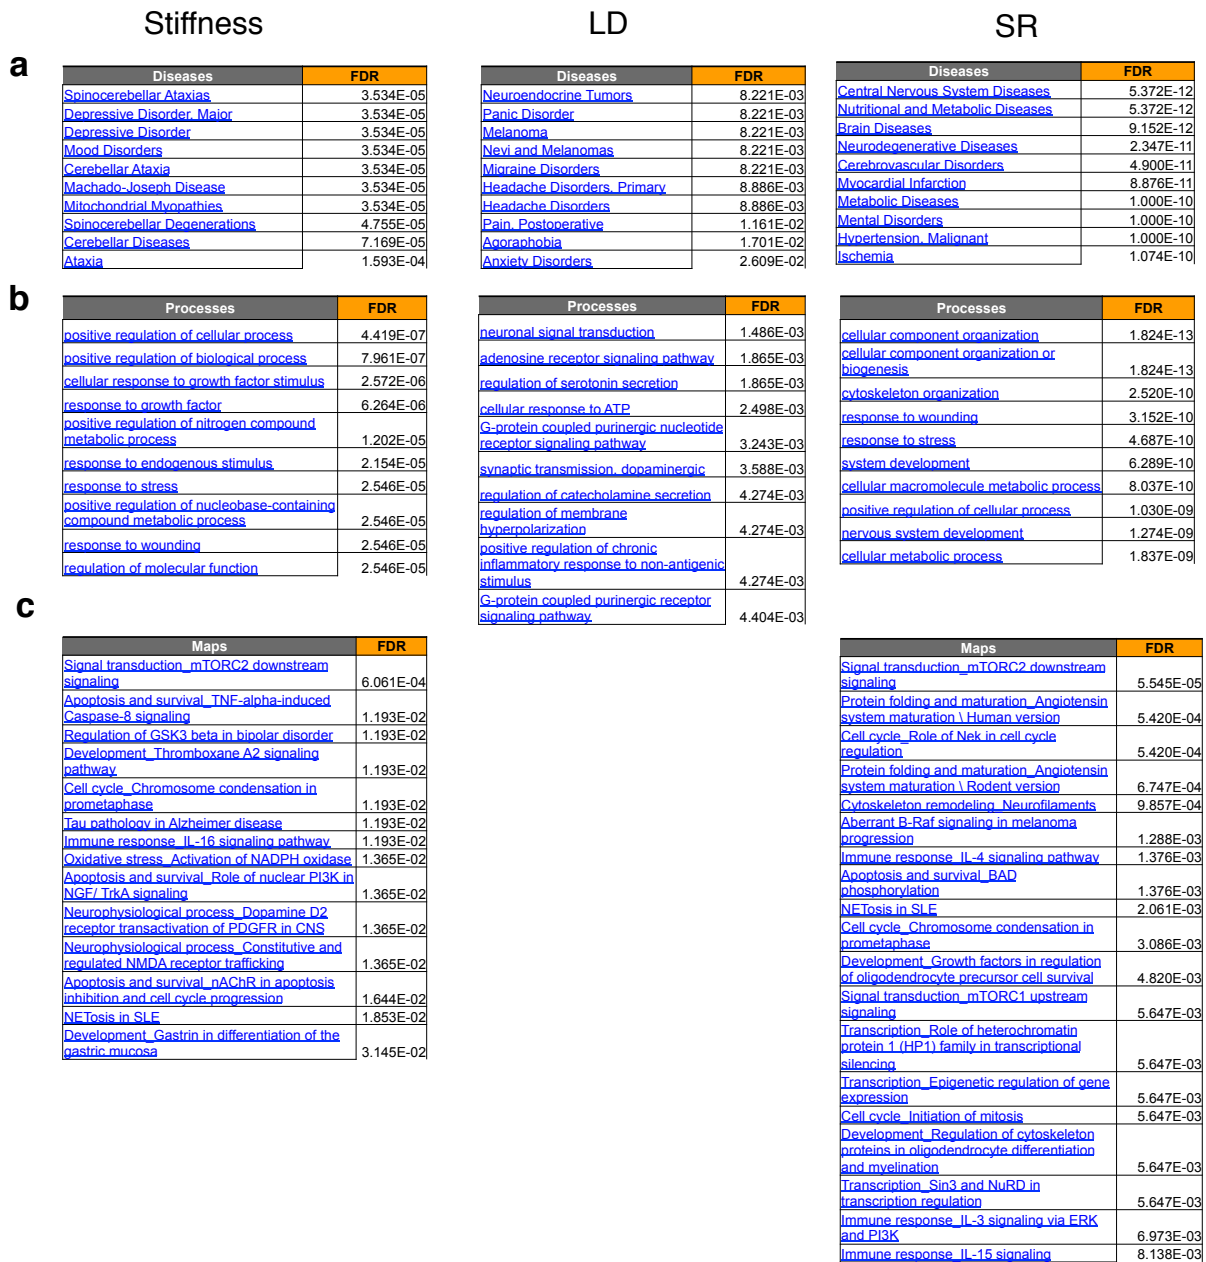 Stiffness
LD
SR
a
Diseases FDR
Spinocerebellar Ataxias 3.534E-05
Depressive Disorder, Major 3.534E-05
Depressive Disorder 3.534E-05
Mood Disorders 3.534E-05
Cerebellar Ataxia 3.534E-05
Machado-Joseph Disease 3.534E-05
Mitochondrial Myopathies 3.534E-05
Spinocerebellar Degenerations 4.755E-05
Cerebellar Diseases 7.169E-05
Ataxia 1.593E-04
Diseases FDR
Neuroendocrine Tumors 8.221E-03
Panic Disorder 8.221E-03
Melanoma 8.221E-03
Nevi and Melanomas 8.221E-03
Migraine Disorders 8.221E-03
Headache Disorders, Primary 8.886E-03
Headache Disorders 8.886E-03
Pain, Postoperative 1.161E-02
Agoraphobia 1.701E-02
Anxiety Disorders 2.609E-02
Diseases FDR
Central Nervous System Diseases 5.372E-12
Nutritional and Metabolic Diseases 5.372E-12
Brain Diseases 9.152E-12
Neurodegenerative Diseases 2.347E-11
Cerebrovascular Disorders 4.900E-11
Myocardial Infarction 8.876E-11
Metabolic Diseases 1.000E-10
Mental Disorders 1.000E-10
Hypertension, Malignant 1.000E-10
Ischemia 1.074E-10
b
Processes FDR
positive regulation of cellular process 4.419E-07
positive regulation of biological process 7.961E-07
cellular response to growth factor stimulus 2.572E-06
response to growth factor 6.264E-06
positive regulation of nitrogen compound
metabolic process 1.202E-05
response to endogenous stimulus 2.154E-05
response to stress 2.546E-05
positive regulation of nucleobase-containing
compound metabolic process 2.546E-05
response to wounding 2.546E-05
regulation of molecular function 2.546E-05
Processes FDR
neuronal signal transduction 1.486E-03
adenosine receptor signaling pathway 1.865E-03
regulation of serotonin secretion 1.865E-03
cellular response to ATP 2.498E-03
G-protein coupled purinergic nucleotide
receptor signaling pathway 3.243E-03
synaptic transmission, dopaminergic 3.588E-03
regulation of catecholamine secretion 4.274E-03
regulation of membrane
hyperpolarization 4.274E-03
positive regulation of chronic
inflammatory response to non-antigenic
stimulus 4.274E-03
G-protein coupled purinergic receptor
signaling pathway 4.404E-03
Processes FDR
cellular component organization 1.824E-13
cellular component organization or
biogenesis 1.824E-13
cytoskeleton organization 2.520E-10
response to wounding 3.152E-10
response to stress 4.687E-10
system development 6.289E-10
cellular macromolecule metabolic process 8.037E-10
positive regulation of cellular process 1.030E-09
nervous system development 1.274E-09
cellular metabolic process 1.837E-09
c
Maps FDR
Signal transduction_mTORC2 downstream
signaling 6.061E-04
Apoptosis and survival_TNF-alpha-induced
Caspase-8 signaling 1.193E-02
Regulation of GSK3 beta in bipolar disorder 1.193E-02
Development_Thromboxane A2 signaling
pathway 1.193E-02
Cell cycle_Chromosome condensation in
prometaphase 1.193E-02
Tau pathology in Alzheimer disease 1.193E-02
Immune response_IL-16 signaling pathway 1.193E-02
Oxidative stress_Activation of NADPH oxidase 1.365E-02
Apoptosis and survival_Role of nuclear PI3K in
NGF/ TrkA signaling 1.365E-02
Neurophysiological process_Dopamine D2
receptor transactivation of PDGFR in CNS 1.365E-02
Neurophysiological process_Constitutive and
regulated NMDA receptor trafficking 1.365E-02
Apoptosis and survival_nAChR in apoptosis
inhibition and cell cycle progression 1.644E-02
NETosis in SLE 1.853E-02
Development_Gastrin in differentiation of the
gastric mucosa 3.145E-02
Maps FDR
Signal transduction_mTORC2 downstream
signaling 5.545E-05
Protein folding and maturation_Angiotensin
system maturation \ Human version 5.420E-04
Cell cycle_Role of Nek in cell cycle
regulation 5.420E-04
Protein folding and maturation_Angiotensin
system maturation \ Rodent version 6.747E-04
Cytoskeleton remodeling_Neurofilaments 9.857E-04
Aberrant B-Raf signaling in melanoma
progression 1.288E-03
Immune response_IL-4 signaling pathway 1.376E-03
Apoptosis and survival_BAD
phosphorylation 1.376E-03
NETosis in SLE 2.061E-03
Cell cycle_Chromosome condensation in
prometaphase 3.086E-03
Development_Growth factors in regulation
of oligodendrocyte precursor cell survival 4.820E-03
Signal transduction_mTORC1 upstream
signaling 5.647E-03
Transcription_Role of heterochromatin
protein 1 (HP1) family in transcriptional
silencing 5.647E-03
Transcription_Epigenetic regulation of gene
expression 5.647E-03
Cell cycle_Initiation of mitosis 5.647E-03
Development_Regulation of cytoskeleton
proteins in oligodendrocyte differentiation
and myelination 5.647E-03
Transcription_Sin3 and NuRD in
transcription regulation 5.647E-03
Immune response_IL-3 signaling via ERK
and PI3K 6.973E-03
Immune response_IL-15 signaling 8.138E-03